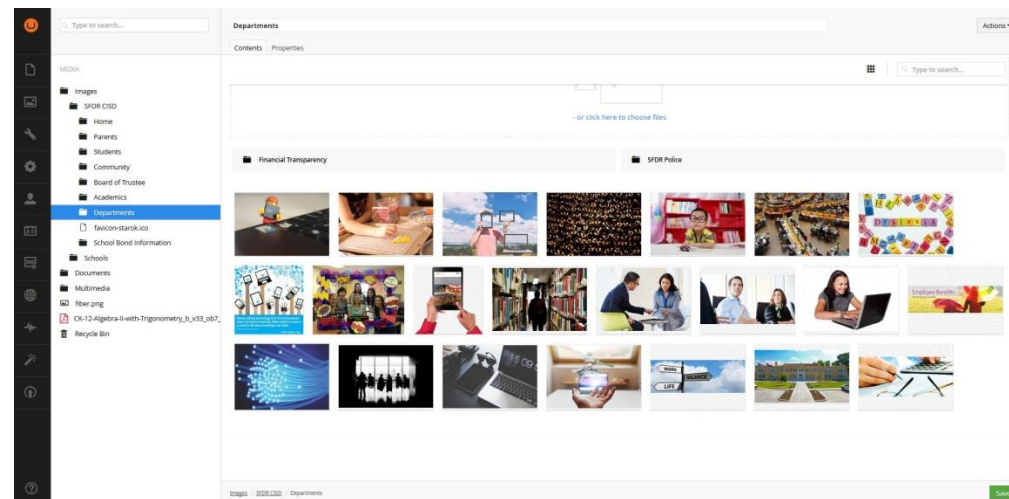 Type to search...
MEDIA
Images
SFDR CISD
Home
Parents
Students
Community
Board of Trustee
Academics
Departments
favicon-starok.ico
School Bond Information
Schools
Documents
Multimedia
fiber.png
CK-12-Algebra-II-with-Trigonometry_b_v33_ob7_
Recycle Bin
Departments
Actions
Contents Properties
Type to search...
- or click here to choose files
Financial Transparency
SFDR Police
DYSLEXIA
Employee Benefits
15:09
WORK
BALANCE
LIFE
Images / SFDR CISD / Departments
Save